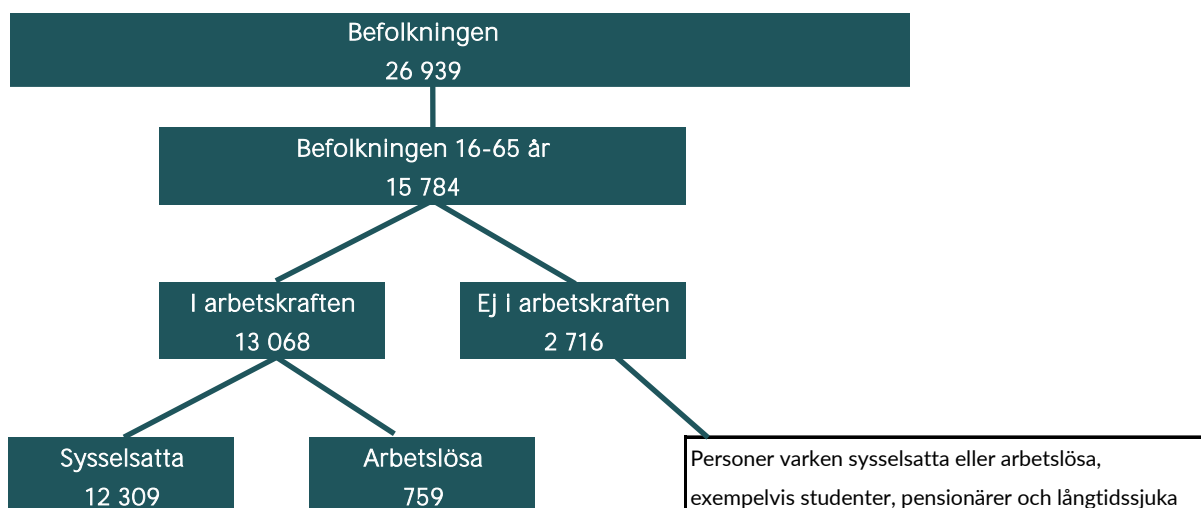 Befolkningen
26 939
Befolkningen 16-65 år
15 784
I arbetskraften
13 068
Ej i arbetskraften
2 716
Sysselsatta
12 309
Arbetslösa
759
Personer varken sysselsatta eller arbetslösa,
exempelvis studenter, pensionärer och långtidssjuka